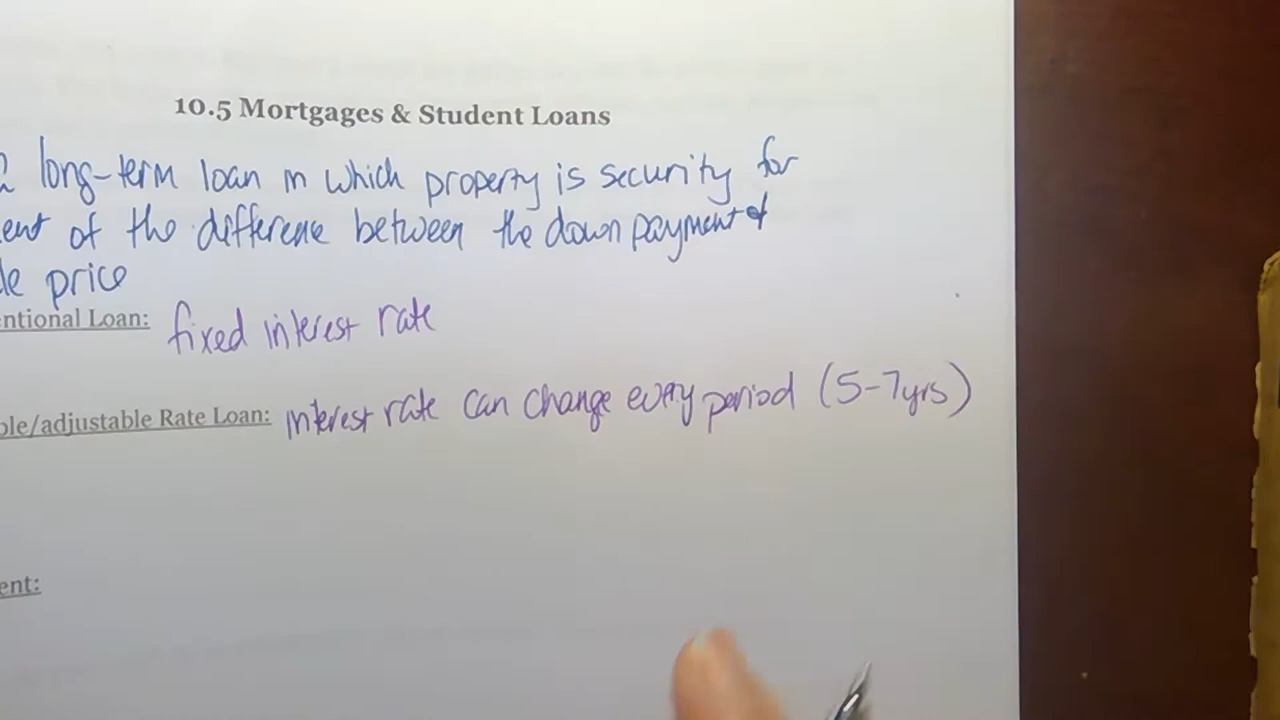 10.5 Mortgages & Student Loans
long-term loan in which property is security for
ent of the difference between the down payment &
le price
entional Loan: fixed interest rate
ble/adjustable Rate Loan: interest rate can change every period (5-7yrs)
ent: